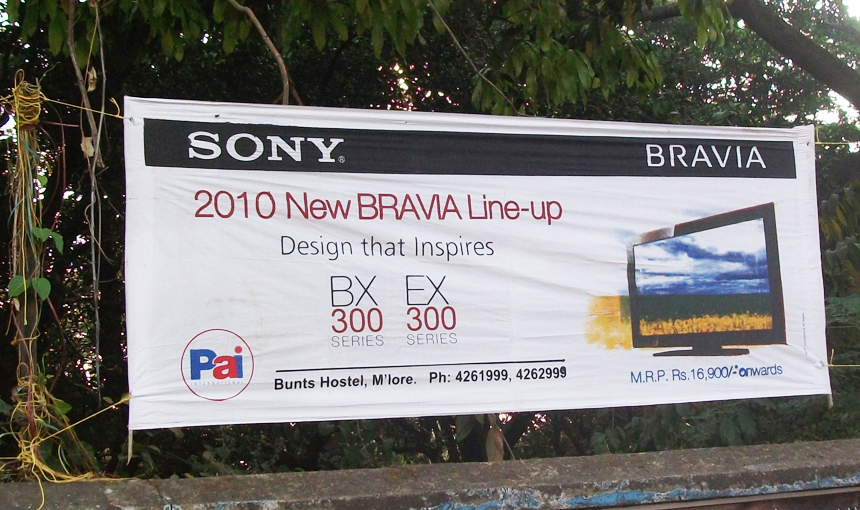 SONY®
BRAVIA
2010 New BRAVIA Line-up
Design that Inspires
BX EX
300 300
SERIES SERIES
Pai
INTERNATIONAL
Bunts Hostel, M'lore. Ph: 4261999, 4262999
M.R.P. Rs.16,900/- onwards